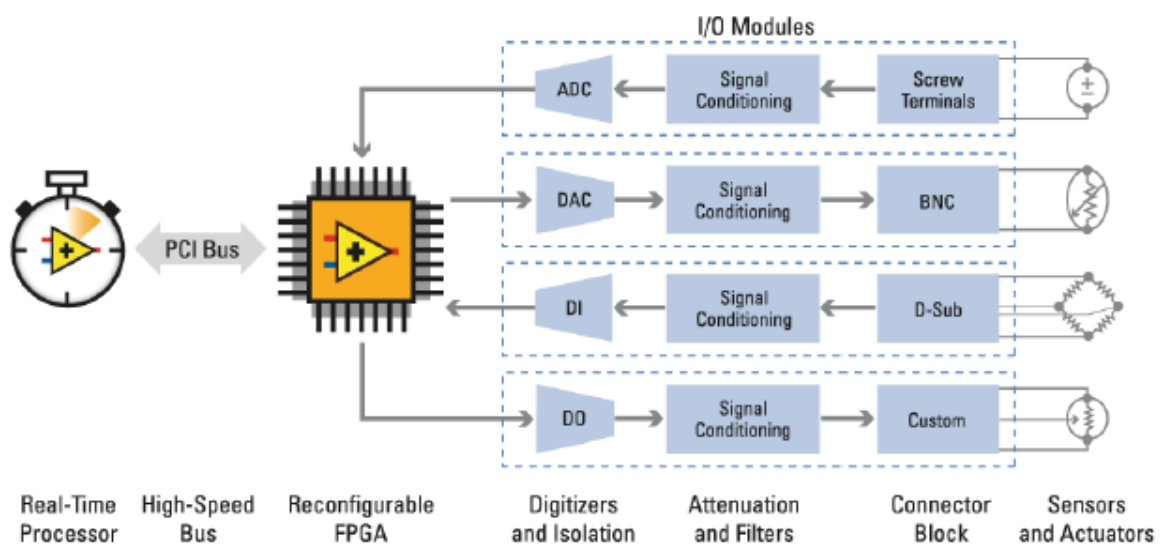 I/O Modules
ADC
Signal
Conditioning
Screw
Terminals
PCI Bus
DAC
Signal
Conditioning
BNC
DI
Signal
Conditioning
D-Sub
DO
Signal
Conditioning
Custom
Real-Time
Processor
High-Speed
Bus
Reconfigurable
FPGA
Digitizers
and Isolation
Attenuation
and Filters
Connector
Block
Sensors
and Actuators